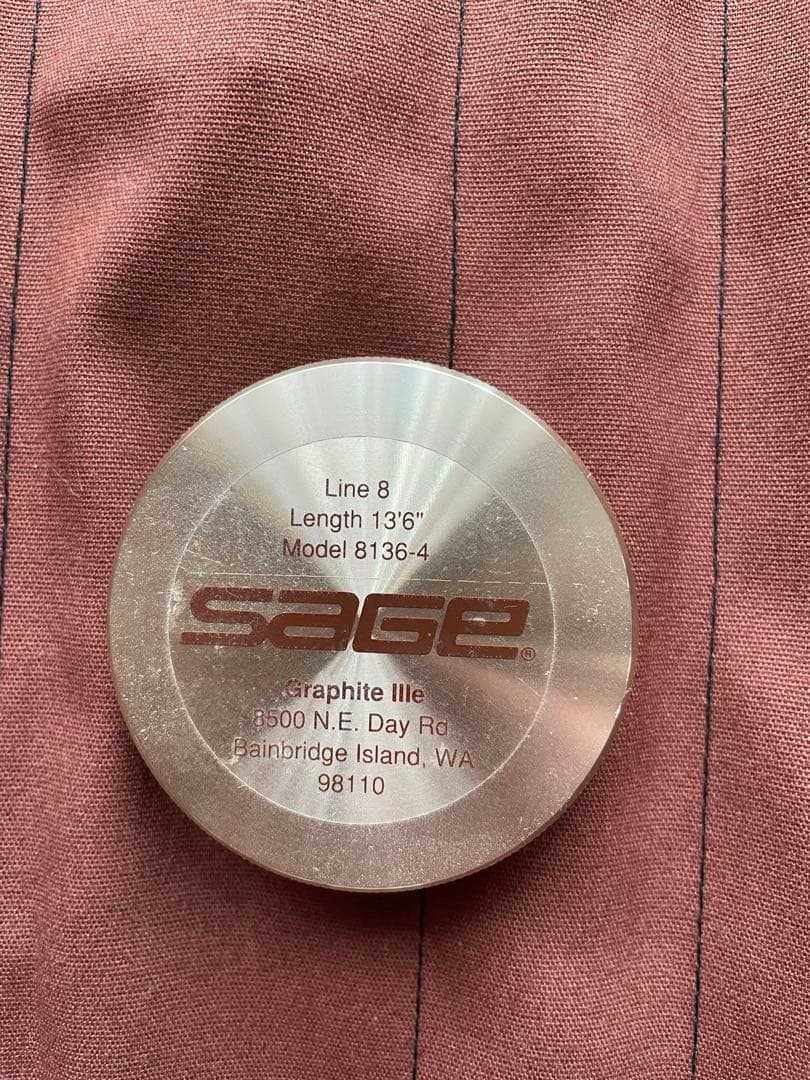 Line 8
Length 13'6"
Model 8136-4
SAGE®
Graphite IIIe
8500 N.E. Day Rd
Bainbridge Island, WA
98110